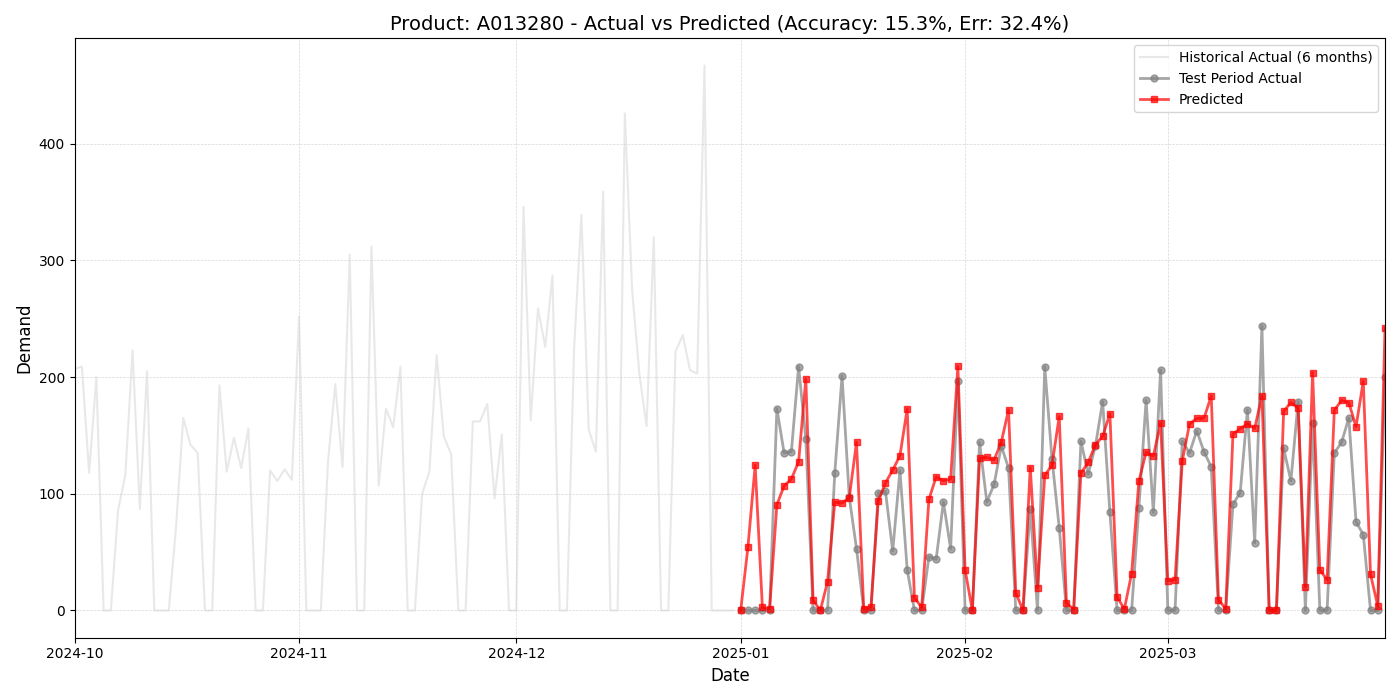 Product: A013280 - Actual vs Predicted (Accuracy: 15.3%, Err: 32.4%)
Historical Actual (6 months)
Test Period Actual
Predicted
Demand
400
300
200
100
0
2024-10
2024-11
2024-12
2025-01
2025-02
2025-03
Date